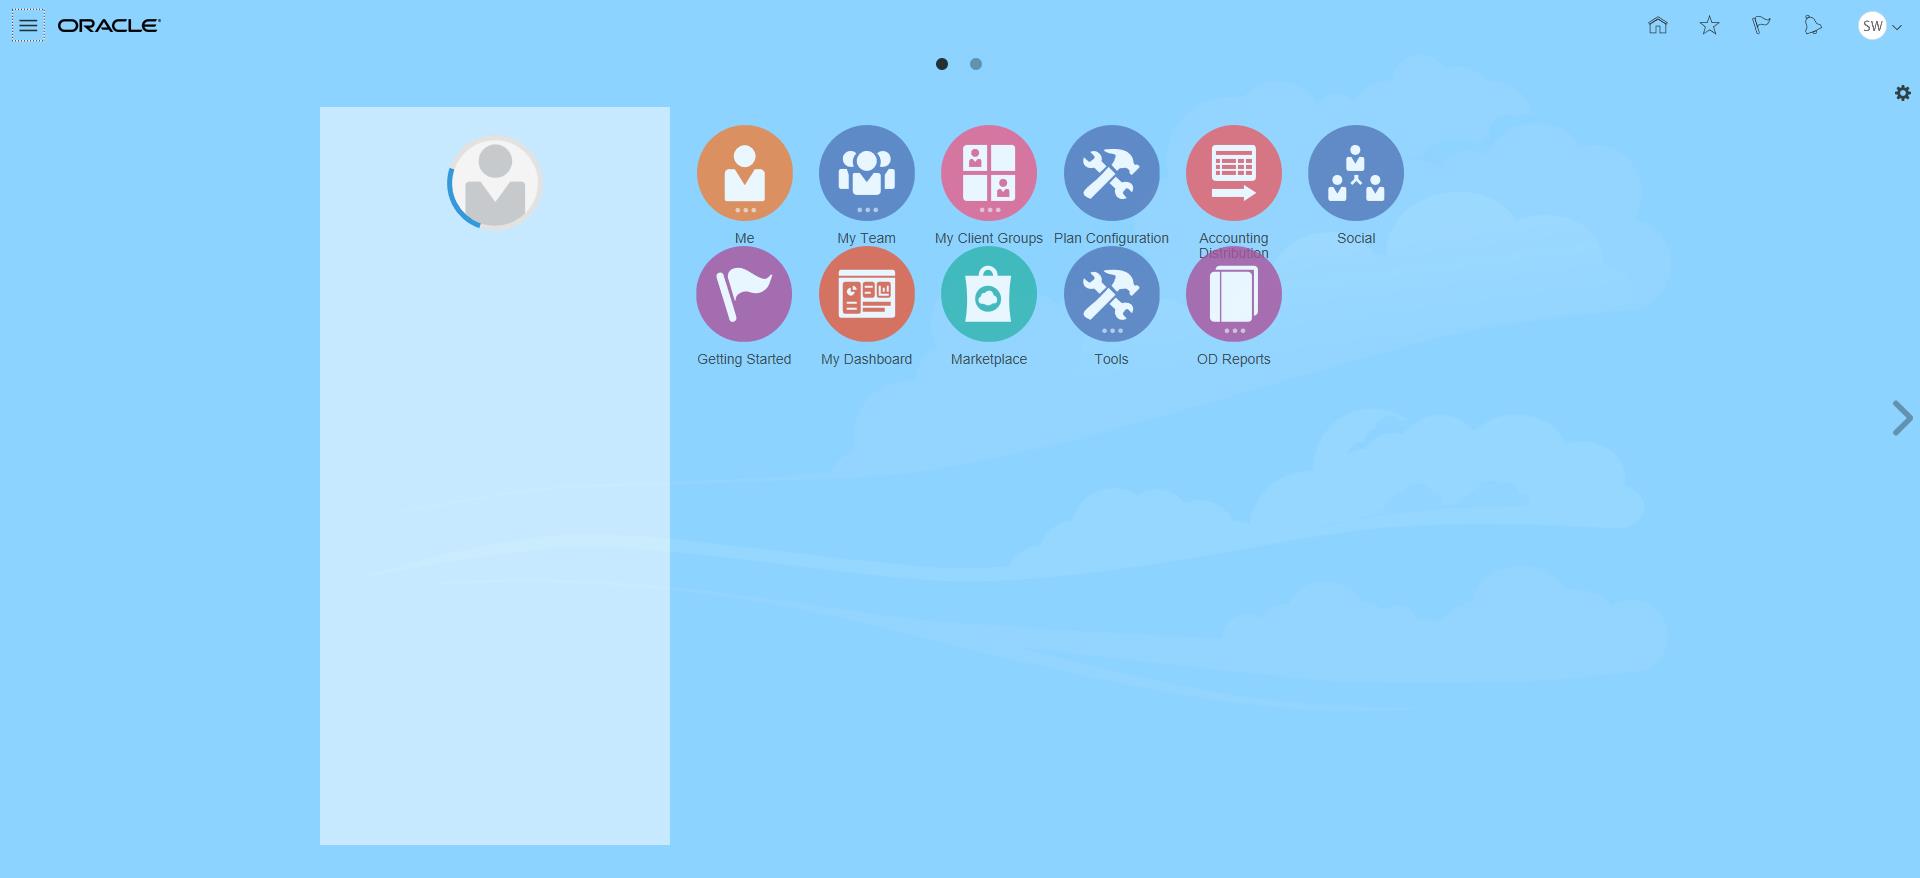 ORACLE
SW
Me
My Team
My Client Groups
Plan Configuration
Accounting
Distribution
Social
Getting Started
My Dashboard
Marketplace
Tools
OD Reports